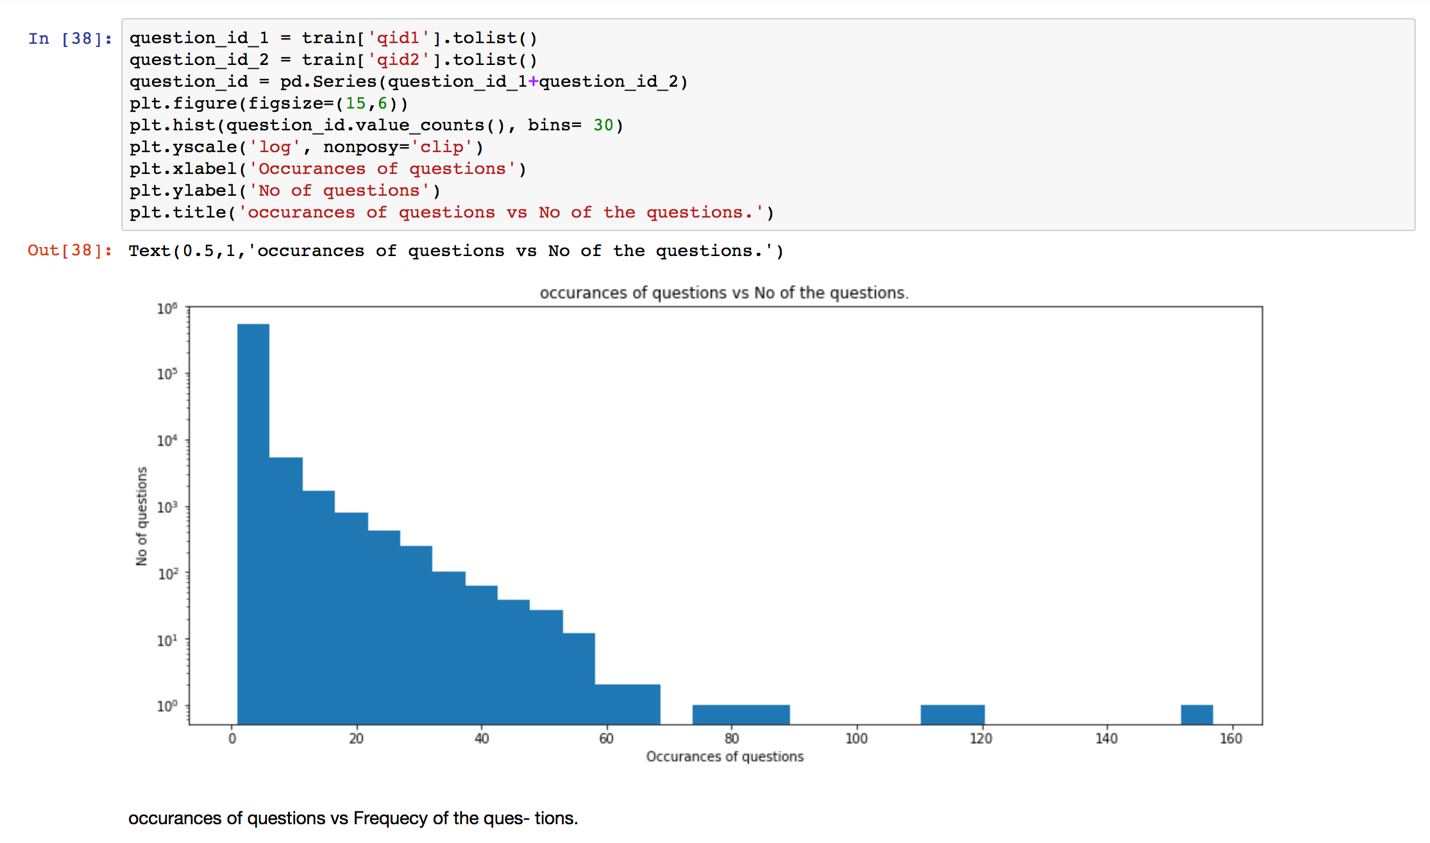 In [38]: question_id_1 = train['qid1'].tolist()
question_id_2 = train['qid2'].tolist()
question_id = pd.Series(question_id_1+question_id_2)
plt.figure(figsize=(15,6))
plt.hist(question_id.value_counts(), bins= 30)
plt.yscale('log', nonposy='clip')
plt.xlabel('Occurances of questions')
plt.ylabel('No of questions')
plt.title('occurances of questions vs No of the questions.')
Out[38]: Text(0.5,1,'occurances of questions vs No of the questions.')
occurances of questions vs No of the questions.
10⁶
10⁵
10⁴
10³
10²
10¹
10⁰
No of questions
0 20 40 60 80 100 120 140 160
Occurances of questions
occurances of questions vs Frequecy of the ques- tions.